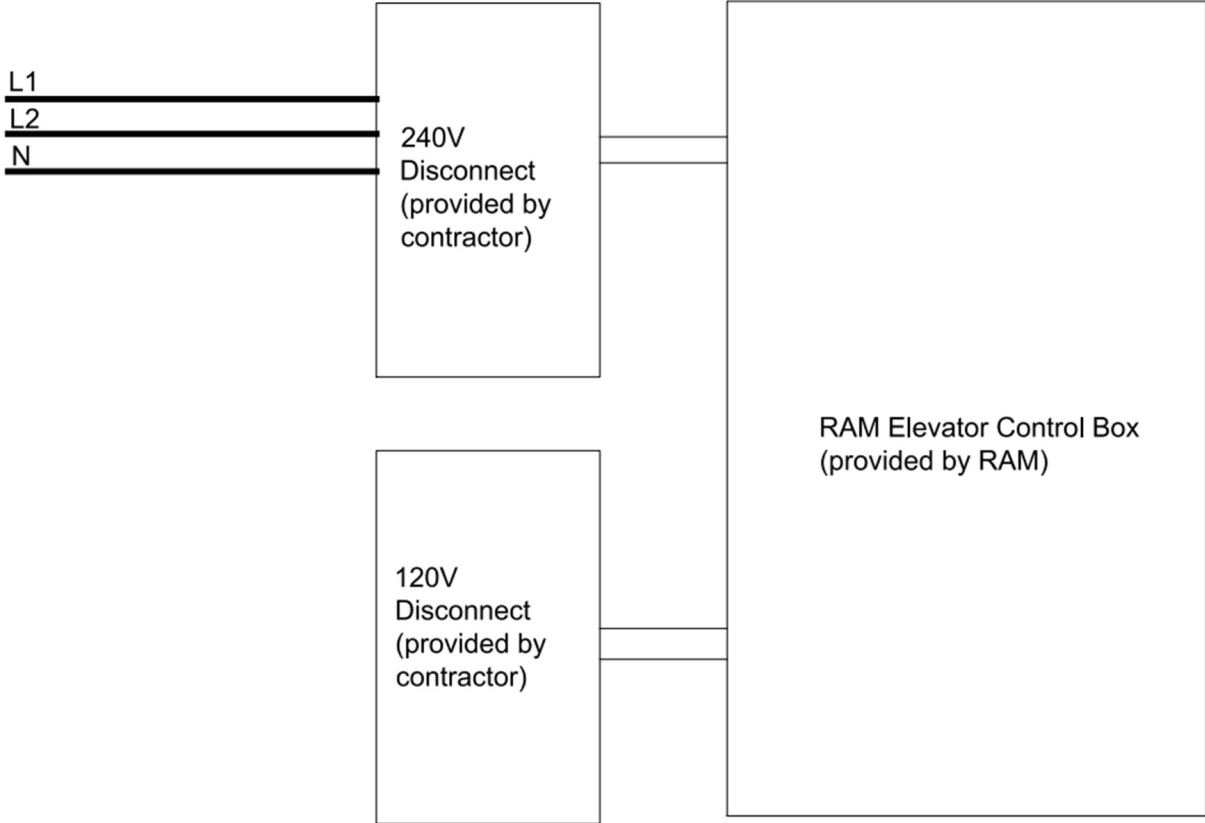 L1
L2
N
240V
Disconnect
(provided by
contractor)
RAM Elevator Control Box
(provided by RAM)
120V
Disconnect
(provided by
contractor)